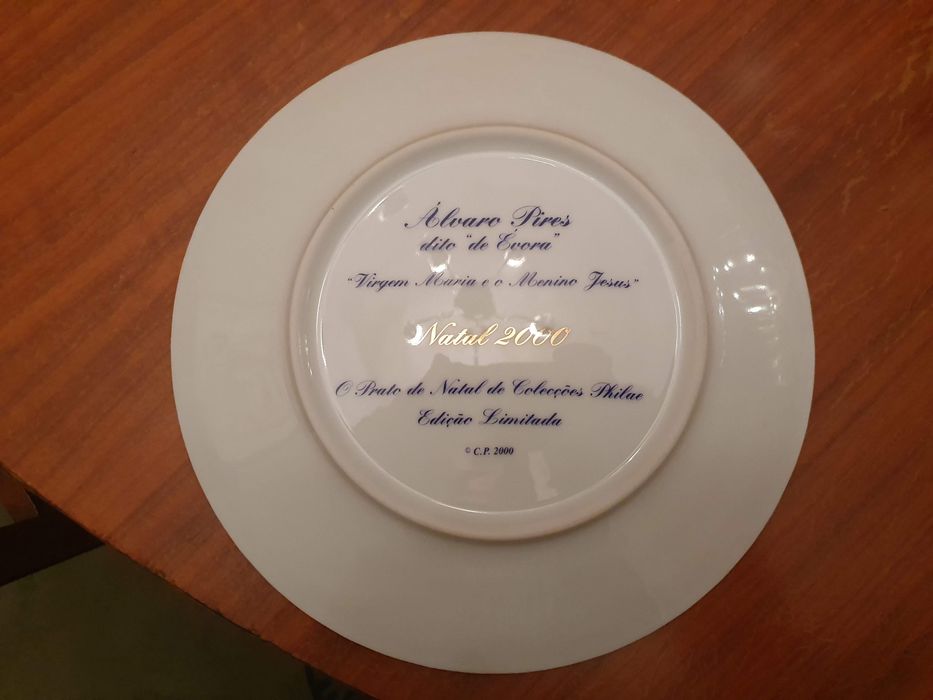 Álvaro Pires
dito "de Évora"
"Virgem Maria e o Menino Jesus"
Natal 2000
O Prato de Natal de Colecções Philae
Edição Limitada
© C.P. 2000